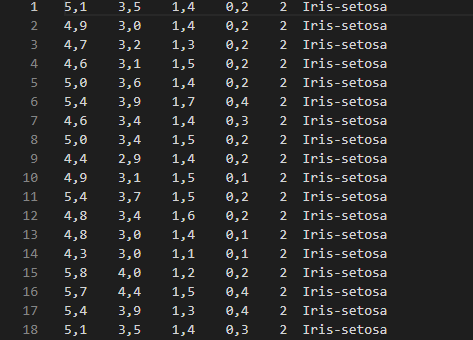 1 5,1 3,5 1,4 0,2 2 Iris-setosa
2 4,9 3,0 1,4 0,2 2 Iris-setosa
3 4,7 3,2 1,3 0,2 2 Iris-setosa
4 4,6 3,1 1,5 0,2 2 Iris-setosa
5 5,0 3,6 1,4 0,2 2 Iris-setosa
6 5,4 3,9 1,7 0,4 2 Iris-setosa
7 4,6 3,4 1,4 0,3 2 Iris-setosa
8 5,0 3,4 1,5 0,2 2 Iris-setosa
9 4,4 2,9 1,4 0,2 2 Iris-setosa
10 4,9 3,1 1,5 0,1 2 Iris-setosa
11 5,4 3,7 1,5 0,2 2 Iris-setosa
12 4,8 3,4 1,6 0,2 2 Iris-setosa
13 4,8 3,0 1,4 0,1 2 Iris-setosa
14 4,3 3,0 1,1 0,1 2 Iris-setosa
15 5,8 4,0 1,2 0,2 2 Iris-setosa
16 5,7 4,4 1,5 0,4 2 Iris-setosa
17 5,4 3,9 1,3 0,4 2 Iris-setosa
18 5,1 3,5 1,4 0,3 2 Iris-setosa